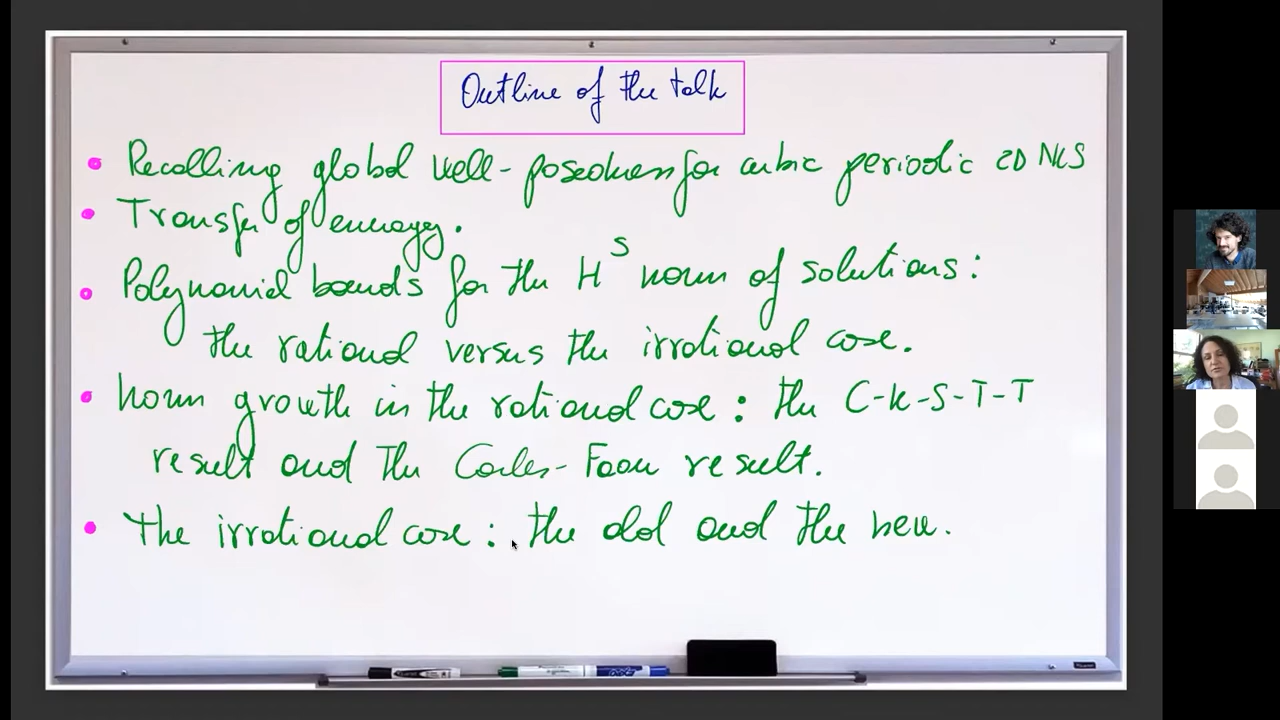 Outline of the talk
Recalling global well-posedness for cubic periodic 2D NLS
Transfer of energy.
Polynomial bounds for the H^S norm of solutions:
the rational versus the irrational case.
Norm growth in the rational case: the C-K-S-T-T
result and the Carles-Faou result.
The irrational case: the old and the new.